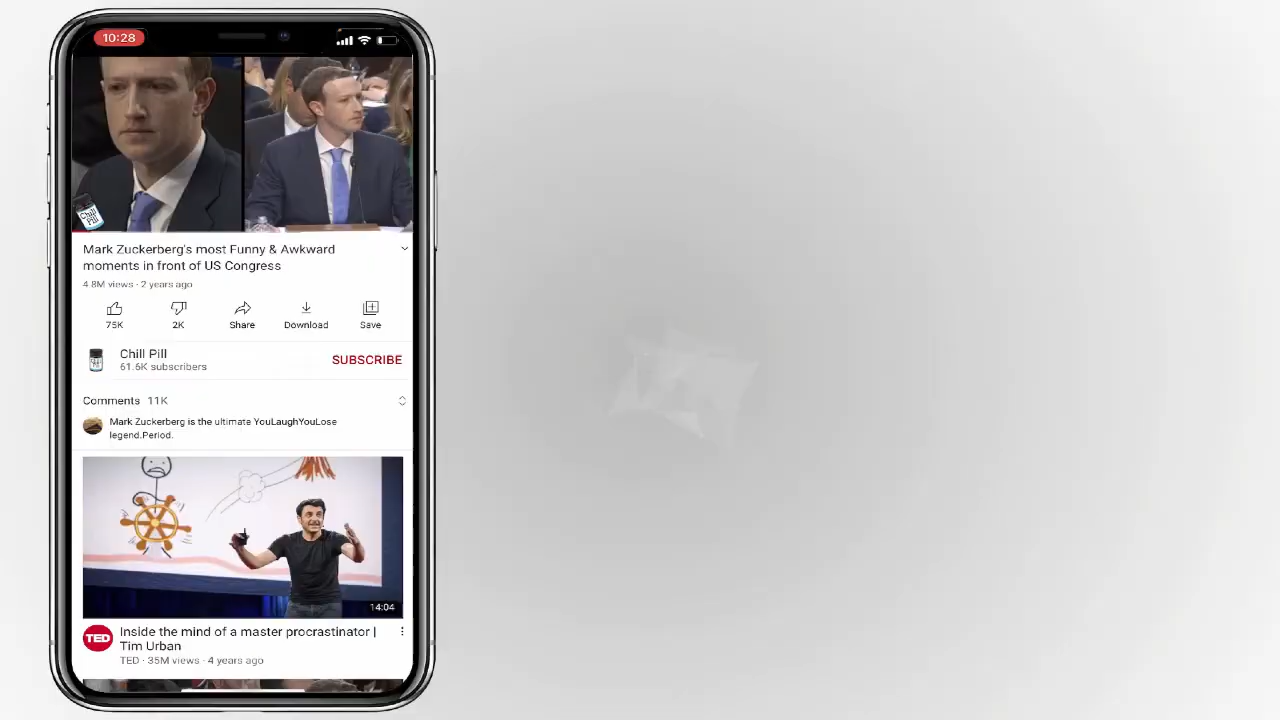 10:28
Chill
Pill
Mark Zuckerberg's most Funny & Awkward
moments in front of US Congress
4.8M views · 2 years ago
75K
2K
Share
Download
Save
Chill Pill
61.6K subscribers
SUBSCRIBE
Comments 11K
Mark Zuckerberg is the ultimate YouLaughYouLose
legend.Period.
14:04
TED
Inside the mind of a master procrastinator |
Tim Urban
TED · 35M views · 4 years ago